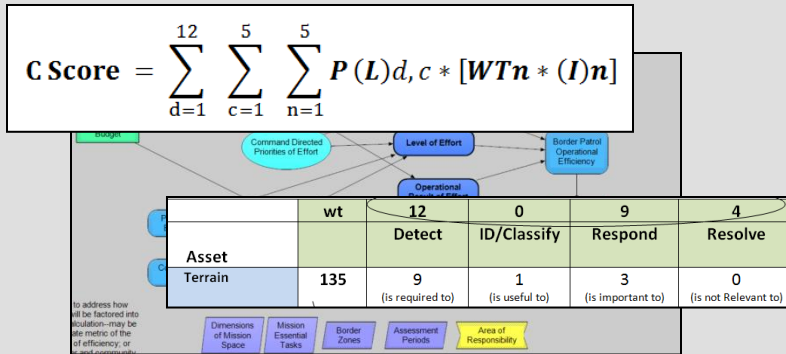 12 5 5
C Score = ∑ ∑ ∑ P (L)d, c * [WTn * (I)n]
d=1 c=1 n=1
Budget
Command Directed
Priorities of Effort
Level of Effort
Border Patrol
Operational
Efficiency
Operational
wt 12 0 9 4
Detect ID/Classify Respond Resolve
Asset
Terrain 135 9 1 3 0
(is required to) (is useful to) (is important to) (is not Relevant to)
to address how
will be factored into
ate metric of the
of efficiency; or
Dimensions
of Mission
Space
Mission
Essential
Tasks
Border
Zones
Assessment
Periods
Area of
Responsibility